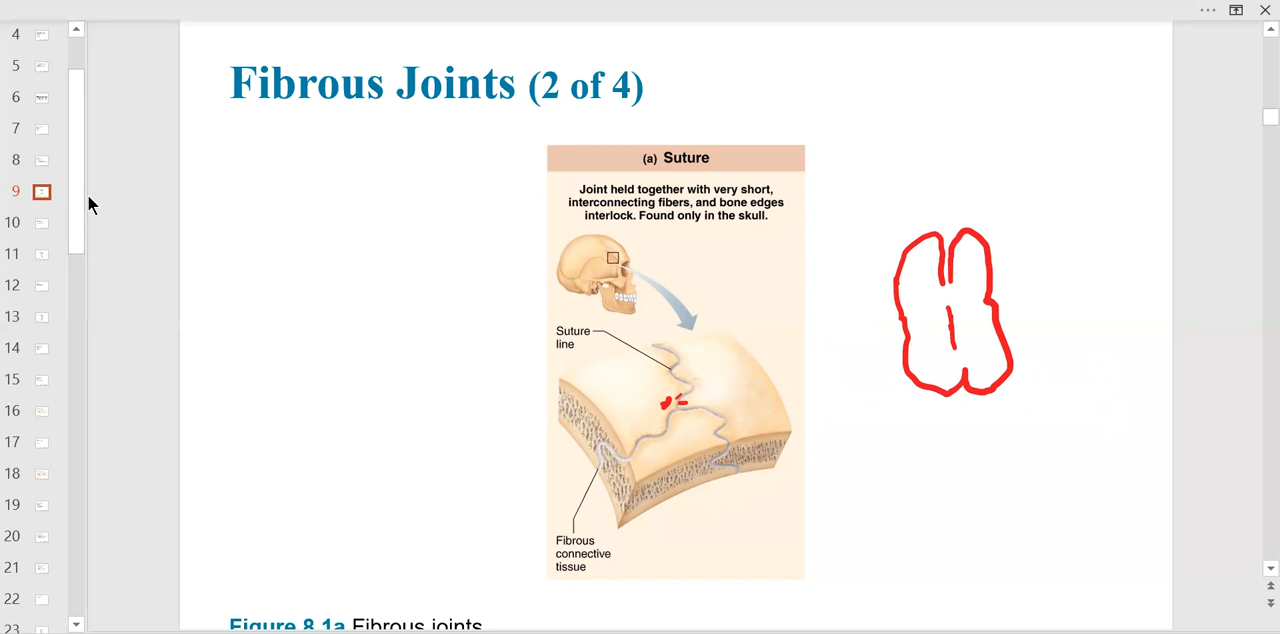 4
5
6
7
8
9
10
11
12
13
14
15
16
17
18
19
20
21
22
23
Fibrous Joints (2 of 4)
(a) Suture
Joint held together with very short,
interconnecting fibers, and bone edges
interlock. Found only in the skull.
Suture
line
Fibrous
connective
tissue
Figure 8.1a Fibrous joints